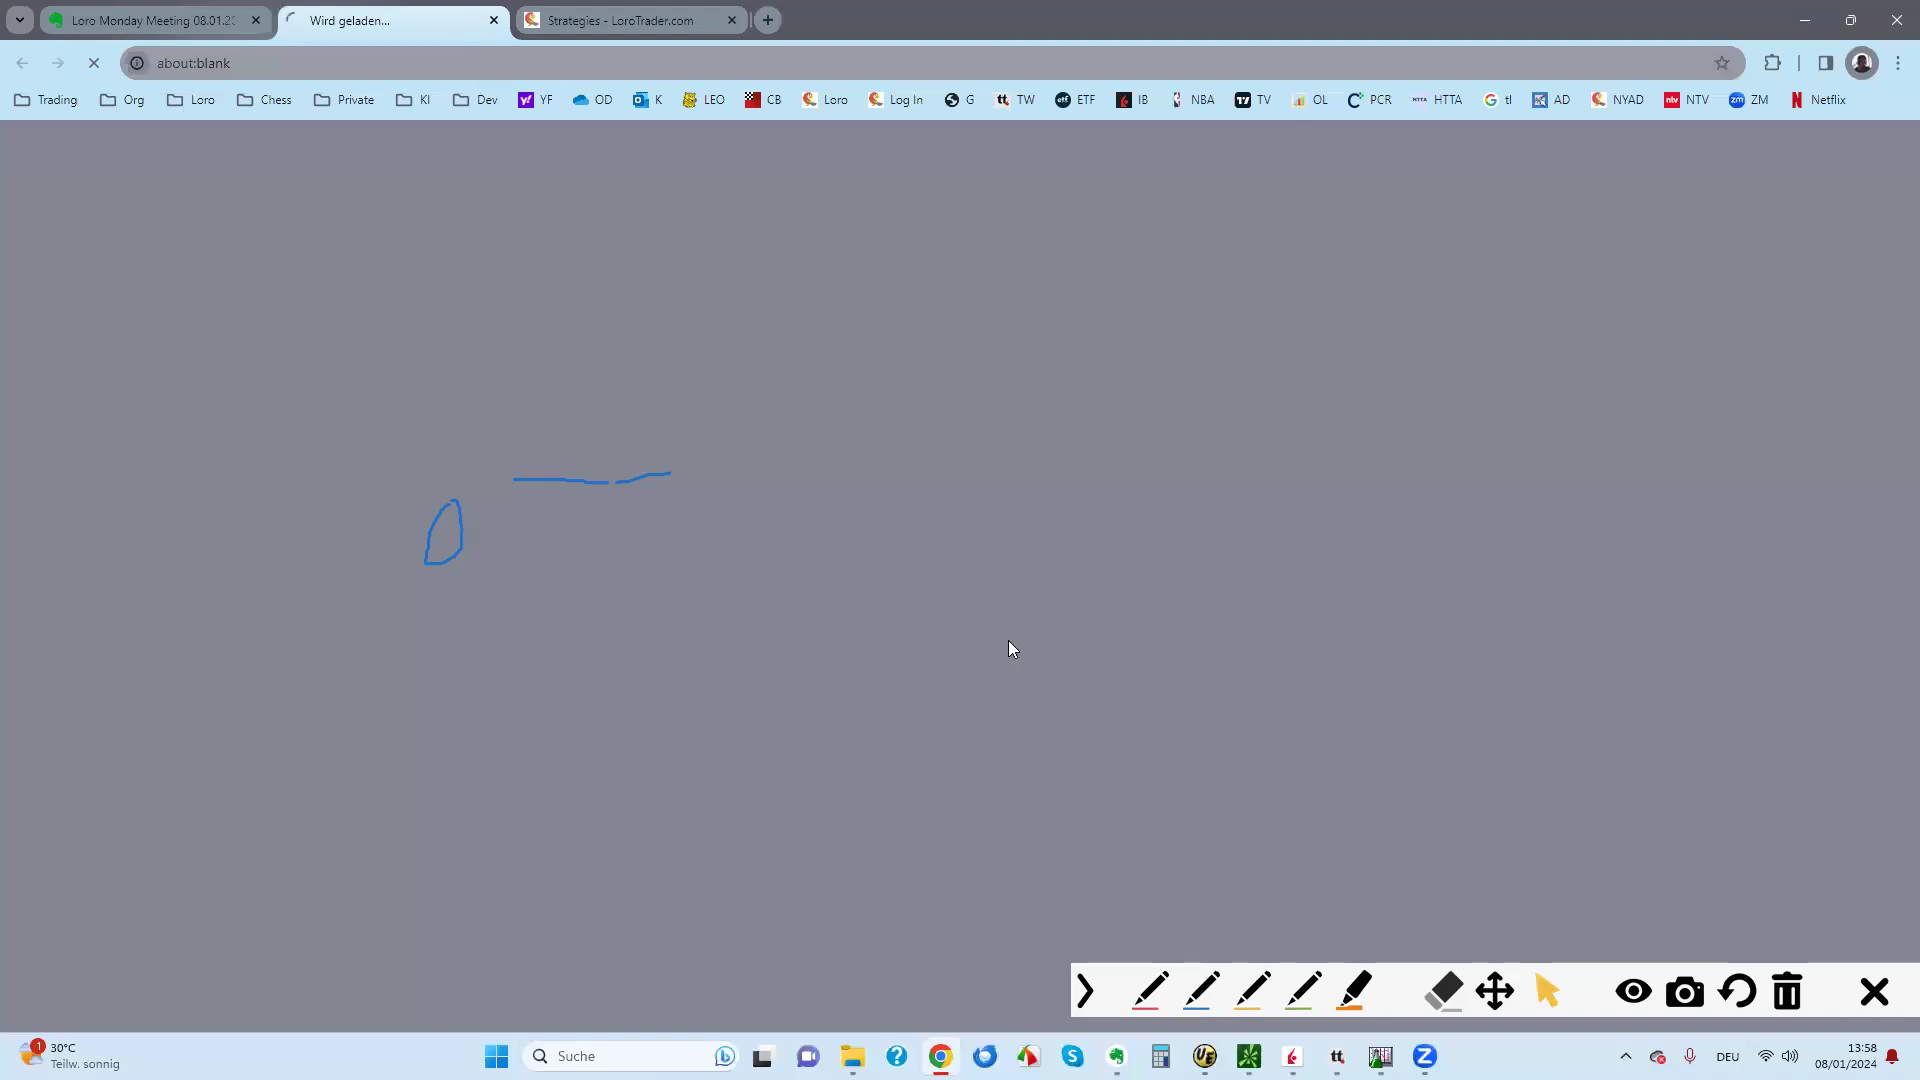 Loro Monday Meeting 08.01.23
Wird geladen...
Strategies - LoroTrader.com
about:blank
Trading Org Loro Chess Private KI Dev YF OD K LEO CB Loro Log In G TW ETF IB NBA TV OL PCR HTTA tl AD NYAD NTV ZM Netflix
1 30°C
Teilw. sonnig
Suche
DEU
13:58
08/01/2024